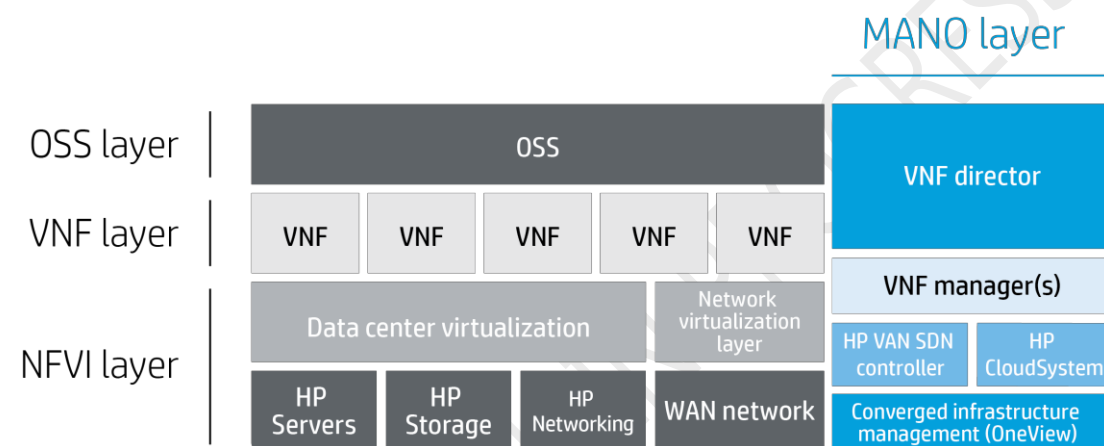 MANO layer
OSS layer
OSS
VNF director
VNF layer
VNF
VNF
VNF
VNF
VNF
VNF manager(s)
NFVI layer
Data center virtualization
Network
virtualization
layer
HP VAN SDN
controller
HP
CloudSystem
HP
Servers
HP
Storage
HP
Networking
WAN network
Converged infrastructure
management (OneView)